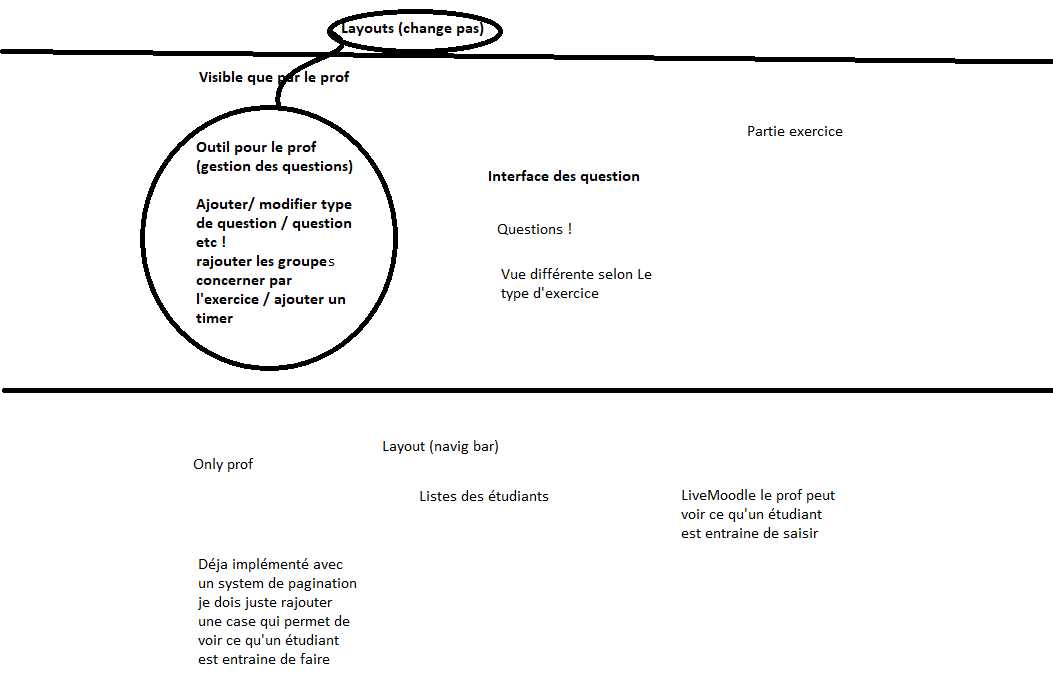 Layouts (change pas)
Visible que par le prof
Partie exercice
Outil pour le prof
(gestion des questions)
Ajouter/ modifier type
de question / question
etc !
rajouter les groupes
concerner par
l'exercice / ajouter un
timer
Interface des question
Questions !
Vue différente selon Le
type d'exercice
Layout (navig bar)
Only prof
Listes des étudiants
LiveMoodle le prof peut
voir ce qu'un étudiant
est entraine de saisir
Déja implémenté avec
un system de pagination
je dois juste rajouter
une case qui permet de
voir ce qu'un étudiant
est entraine de faire